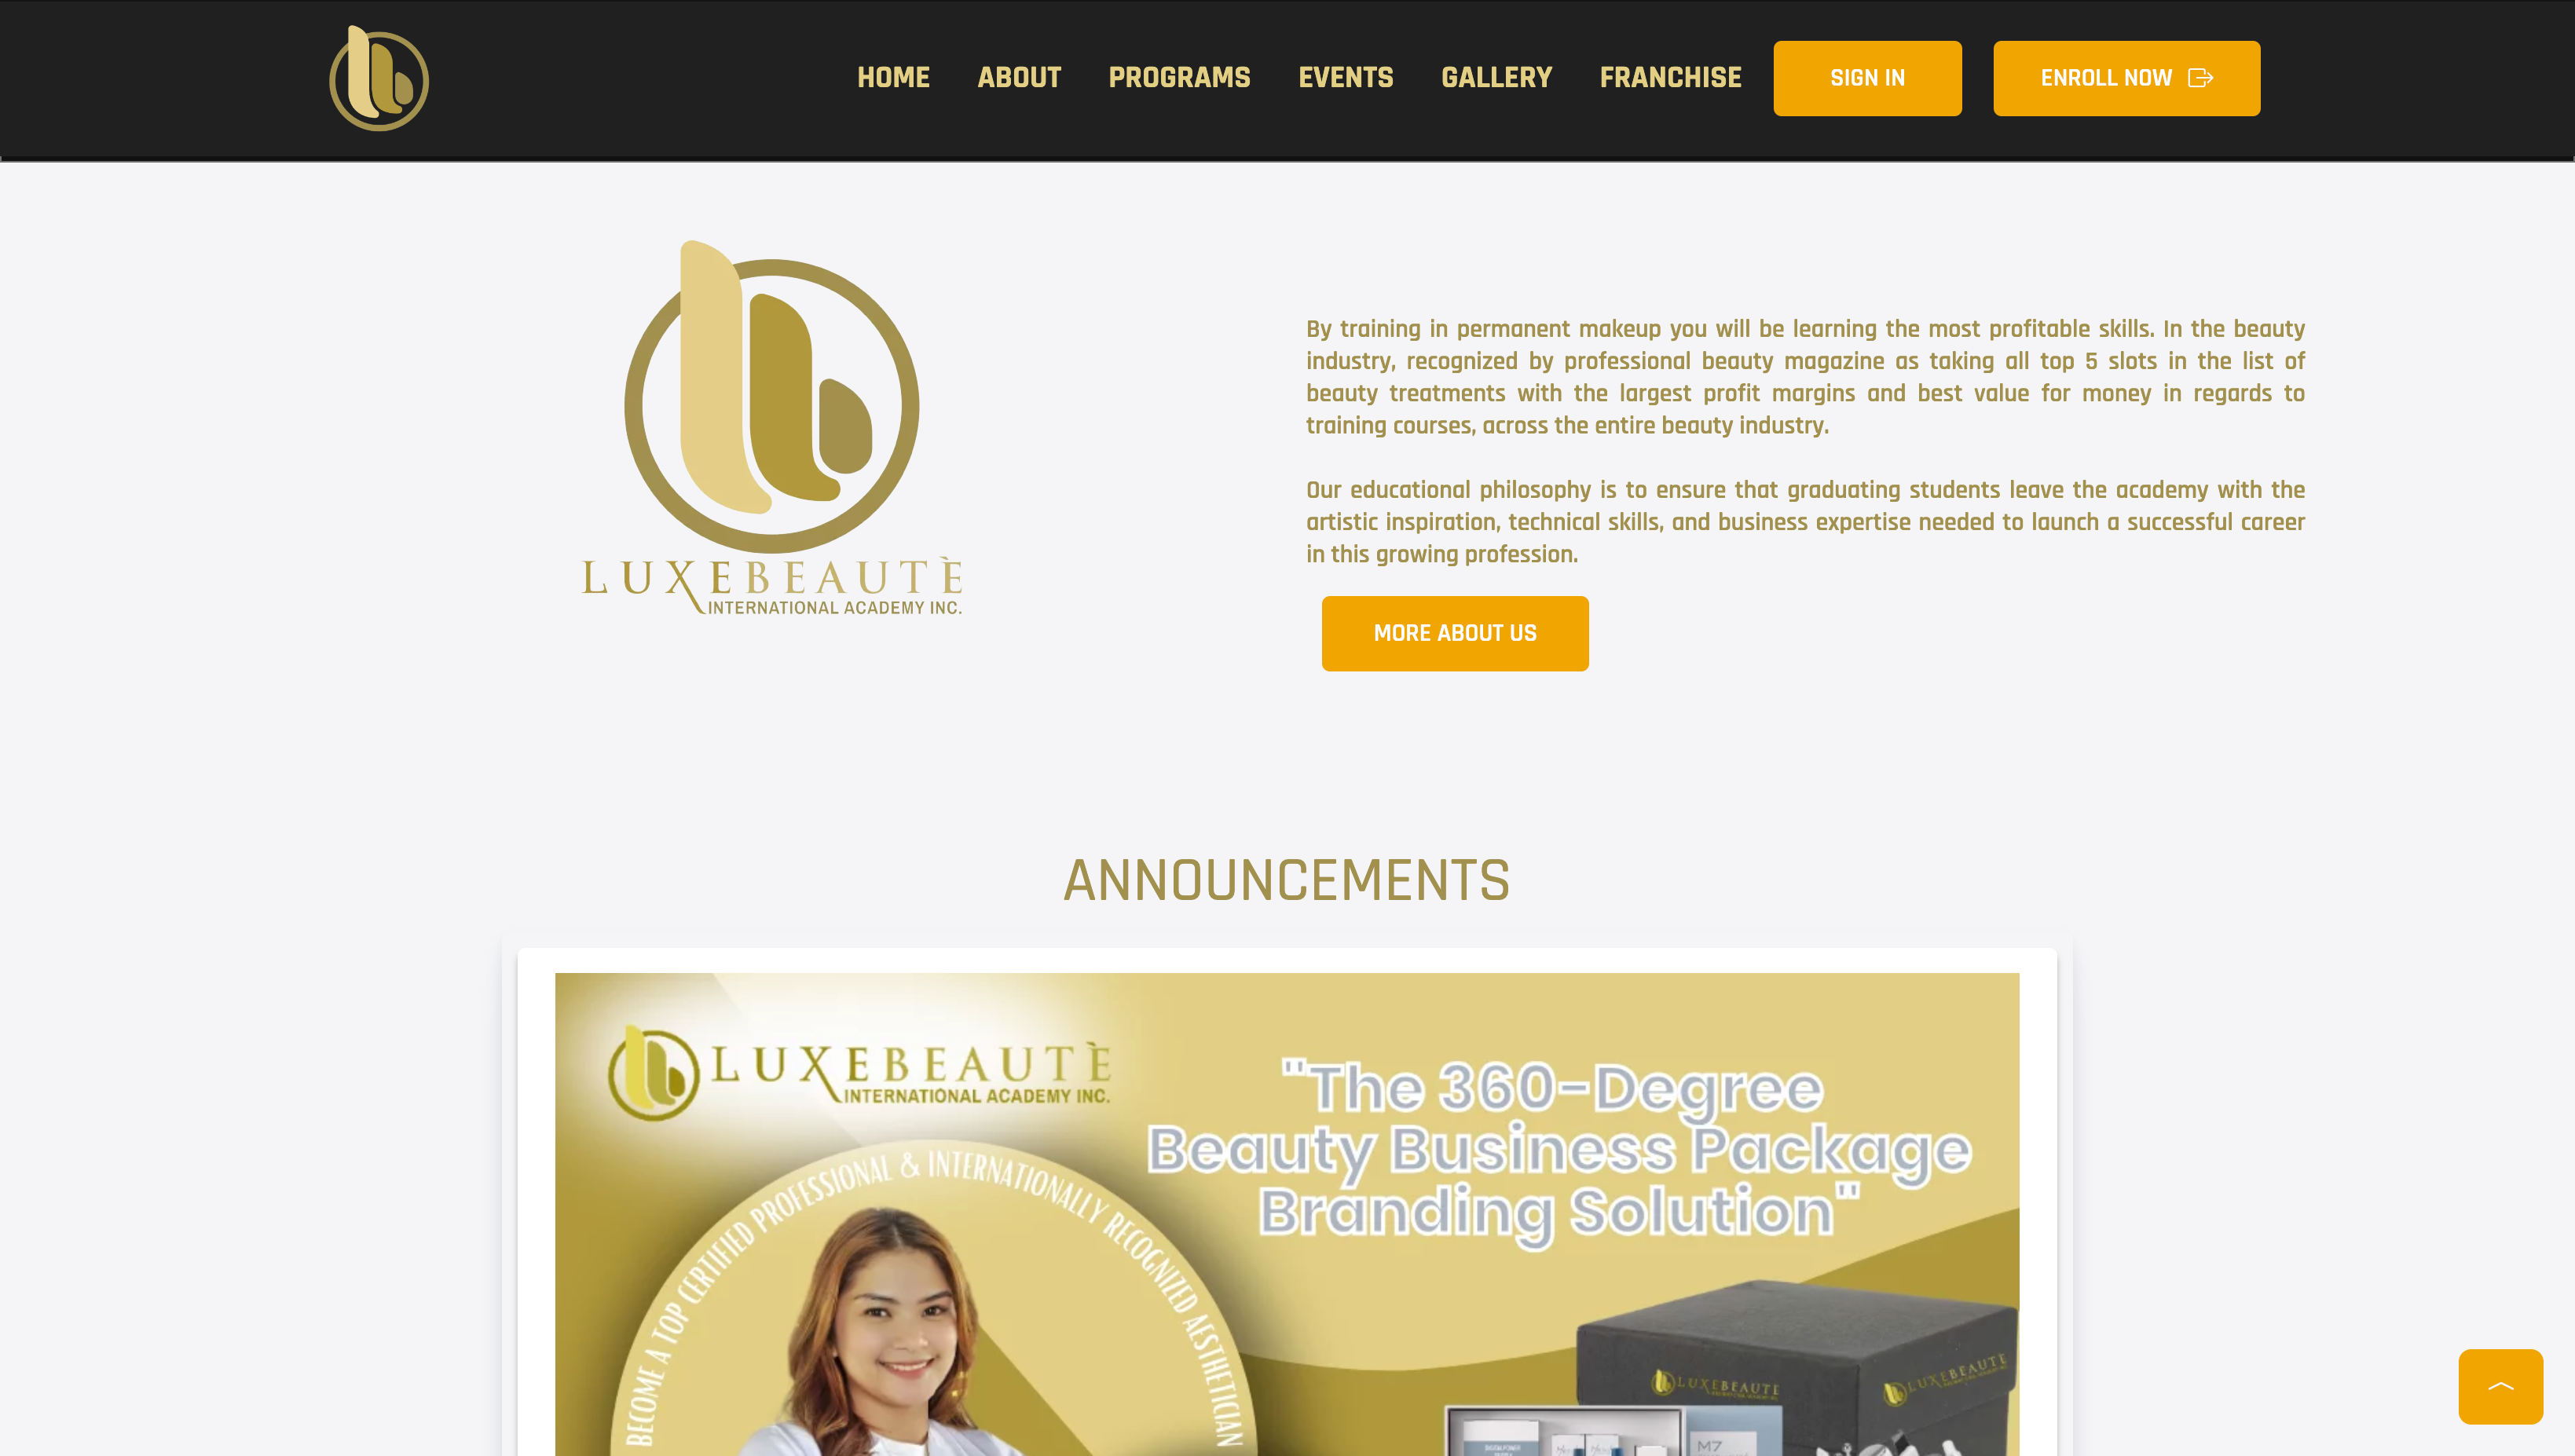 HOME ABOUT PROGRAMS EVENTS GALLERY FRANCHISE SIGN IN ENROLL NOW
LUXEBEAUTÈ
INTERNATIONAL ACADEMY INC.
By training in permanent makeup you will be learning the most profitable skills. In the beauty
industry, recognized by professional beauty magazine as taking all top 5 slots in the list of
beauty treatments with the largest profit margins and best value for money in regards to
training courses, across the entire beauty industry.
Our educational philosophy is to ensure that graduating students leave the academy with the
artistic inspiration, technical skills, and business expertise needed to launch a successful career
in this growing profession.
MORE ABOUT US
ANNOUNCEMENTS
LUXEBEAUTÈ
INTERNATIONAL ACADEMY INC.
"The 360-Degree
Beauty Business Package
Branding Solution"
BECOME A TOP CERTIFIED PROFESSIONAL & INTERNATIONALLY RECOGNIZED AESTHETICIAN
LUXEBEAUTÈ
LUXEBEAUTÈ
M7